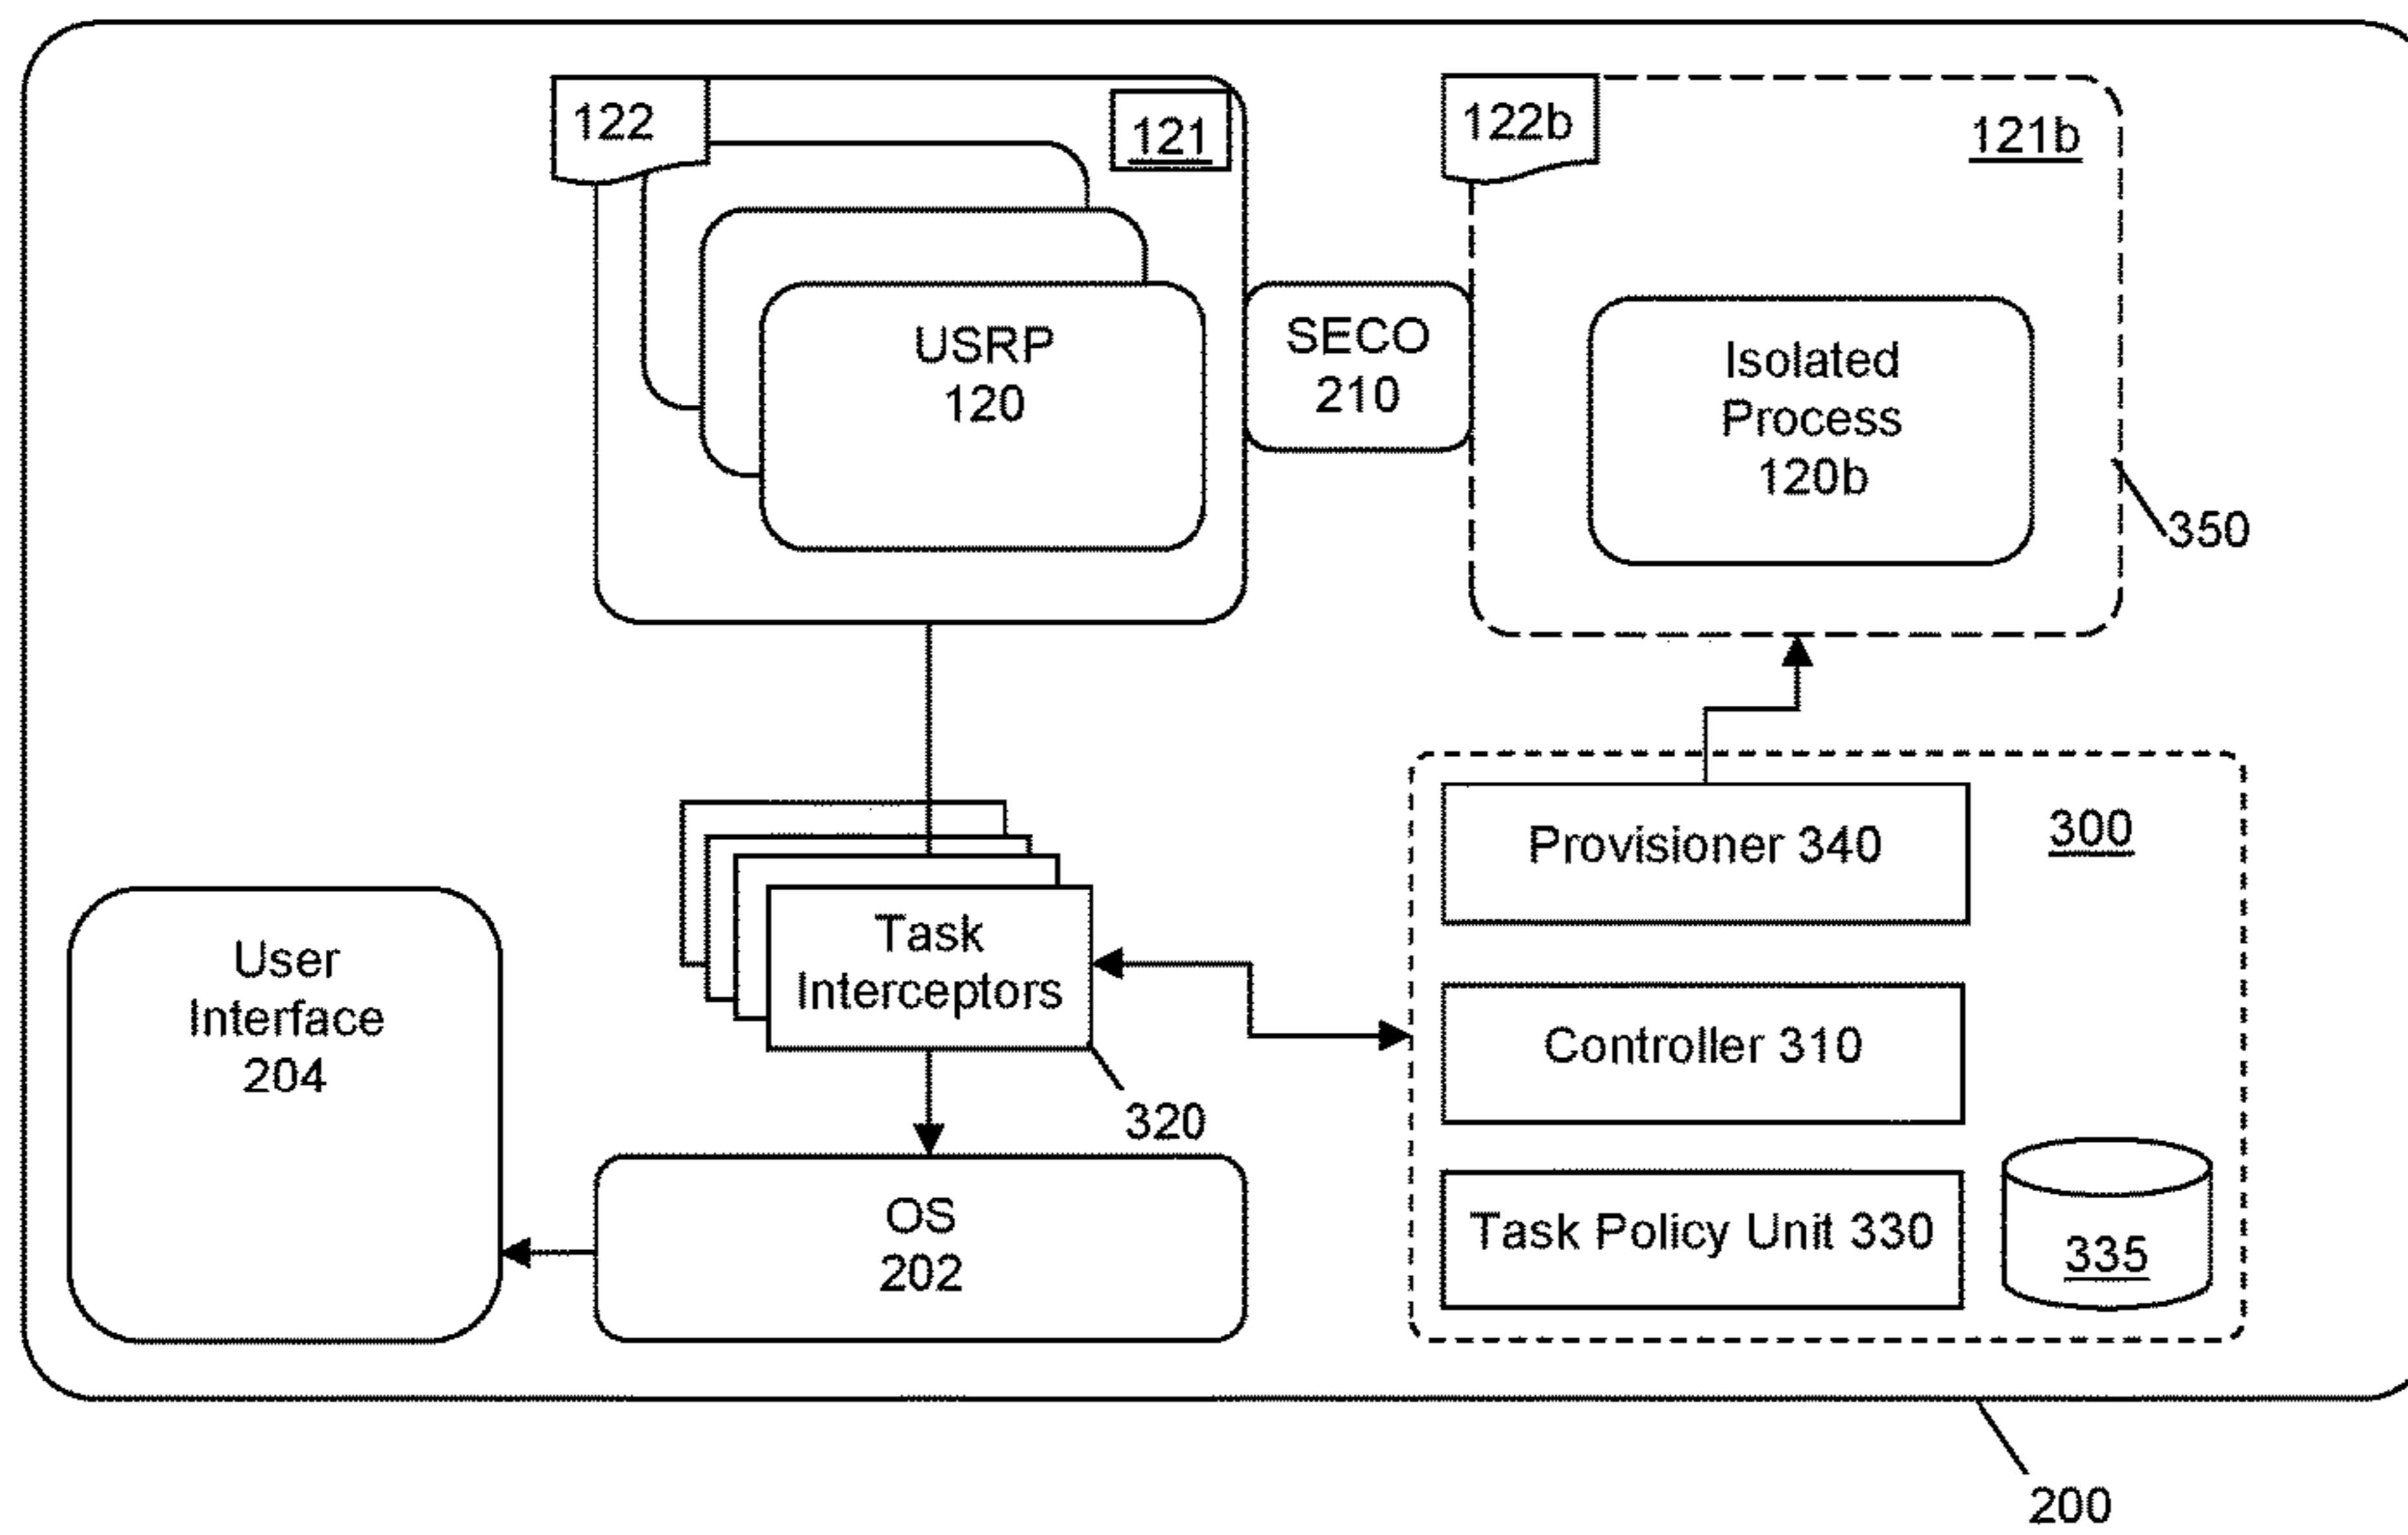 122
121
122b
121b
USRP
120
SECO
210
Isolated
Process
120b
350
Provisioner 340
300
Task
Interceptors
User
Interface
204
Controller 310
320
OS
202
Task Policy Unit 330
335
200